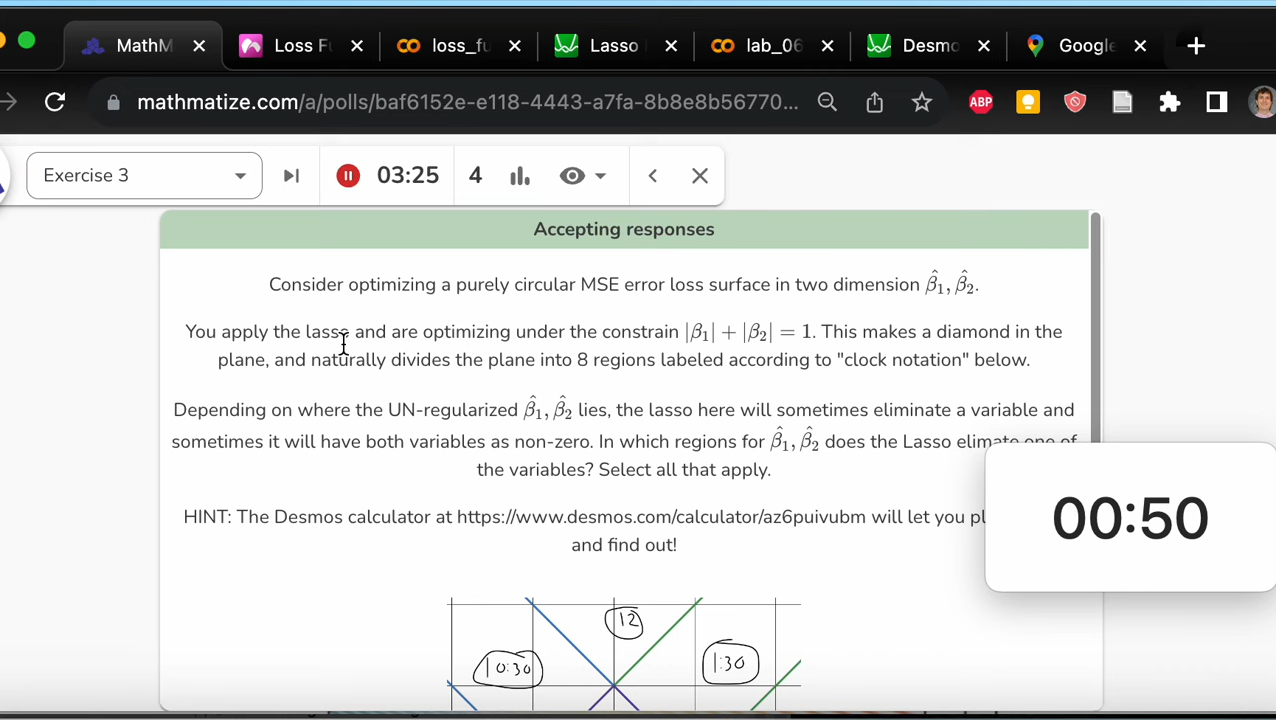 MathM
Loss Fu
loss_fu
Lasso
lab_06
Desmo
Google
mathmatize.com/a/polls/baf6152e-e118-4443-a7fa-8b8e8b56770...
ABP
Exercise 3
03:25
4
Accepting responses
Consider optimizing a purely circular MSE error loss surface in two dimension β̂₁, β̂₂.
You apply the lasso and are optimizing under the constrain |β₁| + |β₂| = 1. This makes a diamond in the
plane, and naturally divides the plane into 8 regions labeled according to "clock notation" below.
Depending on where the UN-regularized β̂₁, β̂₂ lies, the lasso here will sometimes eliminate a variable and
sometimes it will have both variables as non-zero. In which regions for β̂₁, β̂₂ does the Lasso elimate one of
the variables? Select all that apply.
00:50
HINT: The Desmos calculator at https://www.desmos.com/calculator/az6puivubm will let you pl
and find out!
12
10:30
1:30